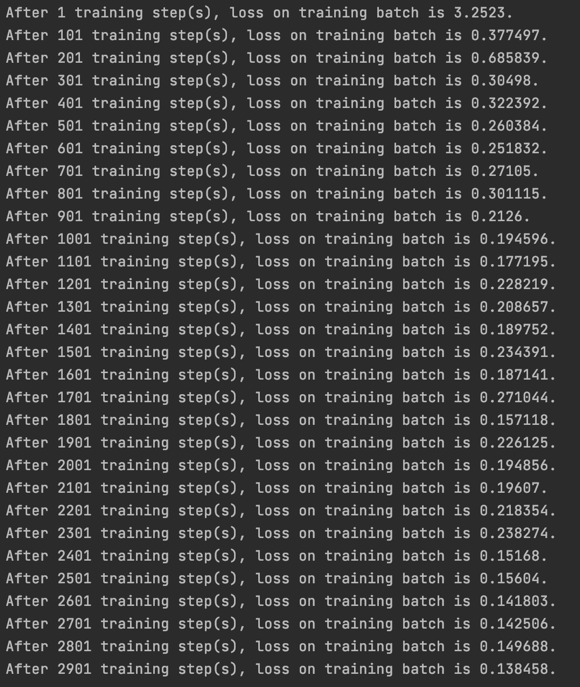 After 1 training step(s), loss on training batch is 3.2523.
After 101 training step(s), loss on training batch is 0.377497.
After 201 training step(s), loss on training batch is 0.685839.
After 301 training step(s), loss on training batch is 0.30498.
After 401 training step(s), loss on training batch is 0.322392.
After 501 training step(s), loss on training batch is 0.260384.
After 601 training step(s), loss on training batch is 0.251832.
After 701 training step(s), loss on training batch is 0.27105.
After 801 training step(s), loss on training batch is 0.301115.
After 901 training step(s), loss on training batch is 0.2126.
After 1001 training step(s), loss on training batch is 0.194596.
After 1101 training step(s), loss on training batch is 0.177195.
After 1201 training step(s), loss on training batch is 0.228219.
After 1301 training step(s), loss on training batch is 0.208657.
After 1401 training step(s), loss on training batch is 0.189752.
After 1501 training step(s), loss on training batch is 0.234391.
After 1601 training step(s), loss on training batch is 0.187141.
After 1701 training step(s), loss on training batch is 0.271044.
After 1801 training step(s), loss on training batch is 0.157118.
After 1901 training step(s), loss on training batch is 0.226125.
After 2001 training step(s), loss on training batch is 0.194856.
After 2101 training step(s), loss on training batch is 0.19607.
After 2201 training step(s), loss on training batch is 0.218354.
After 2301 training step(s), loss on training batch is 0.238274.
After 2401 training step(s), loss on training batch is 0.15168.
After 2501 training step(s), loss on training batch is 0.15604.
After 2601 training step(s), loss on training batch is 0.141803.
After 2701 training step(s), loss on training batch is 0.142506.
After 2801 training step(s), loss on training batch is 0.149688.
After 2901 training step(s), loss on training batch is 0.138458.